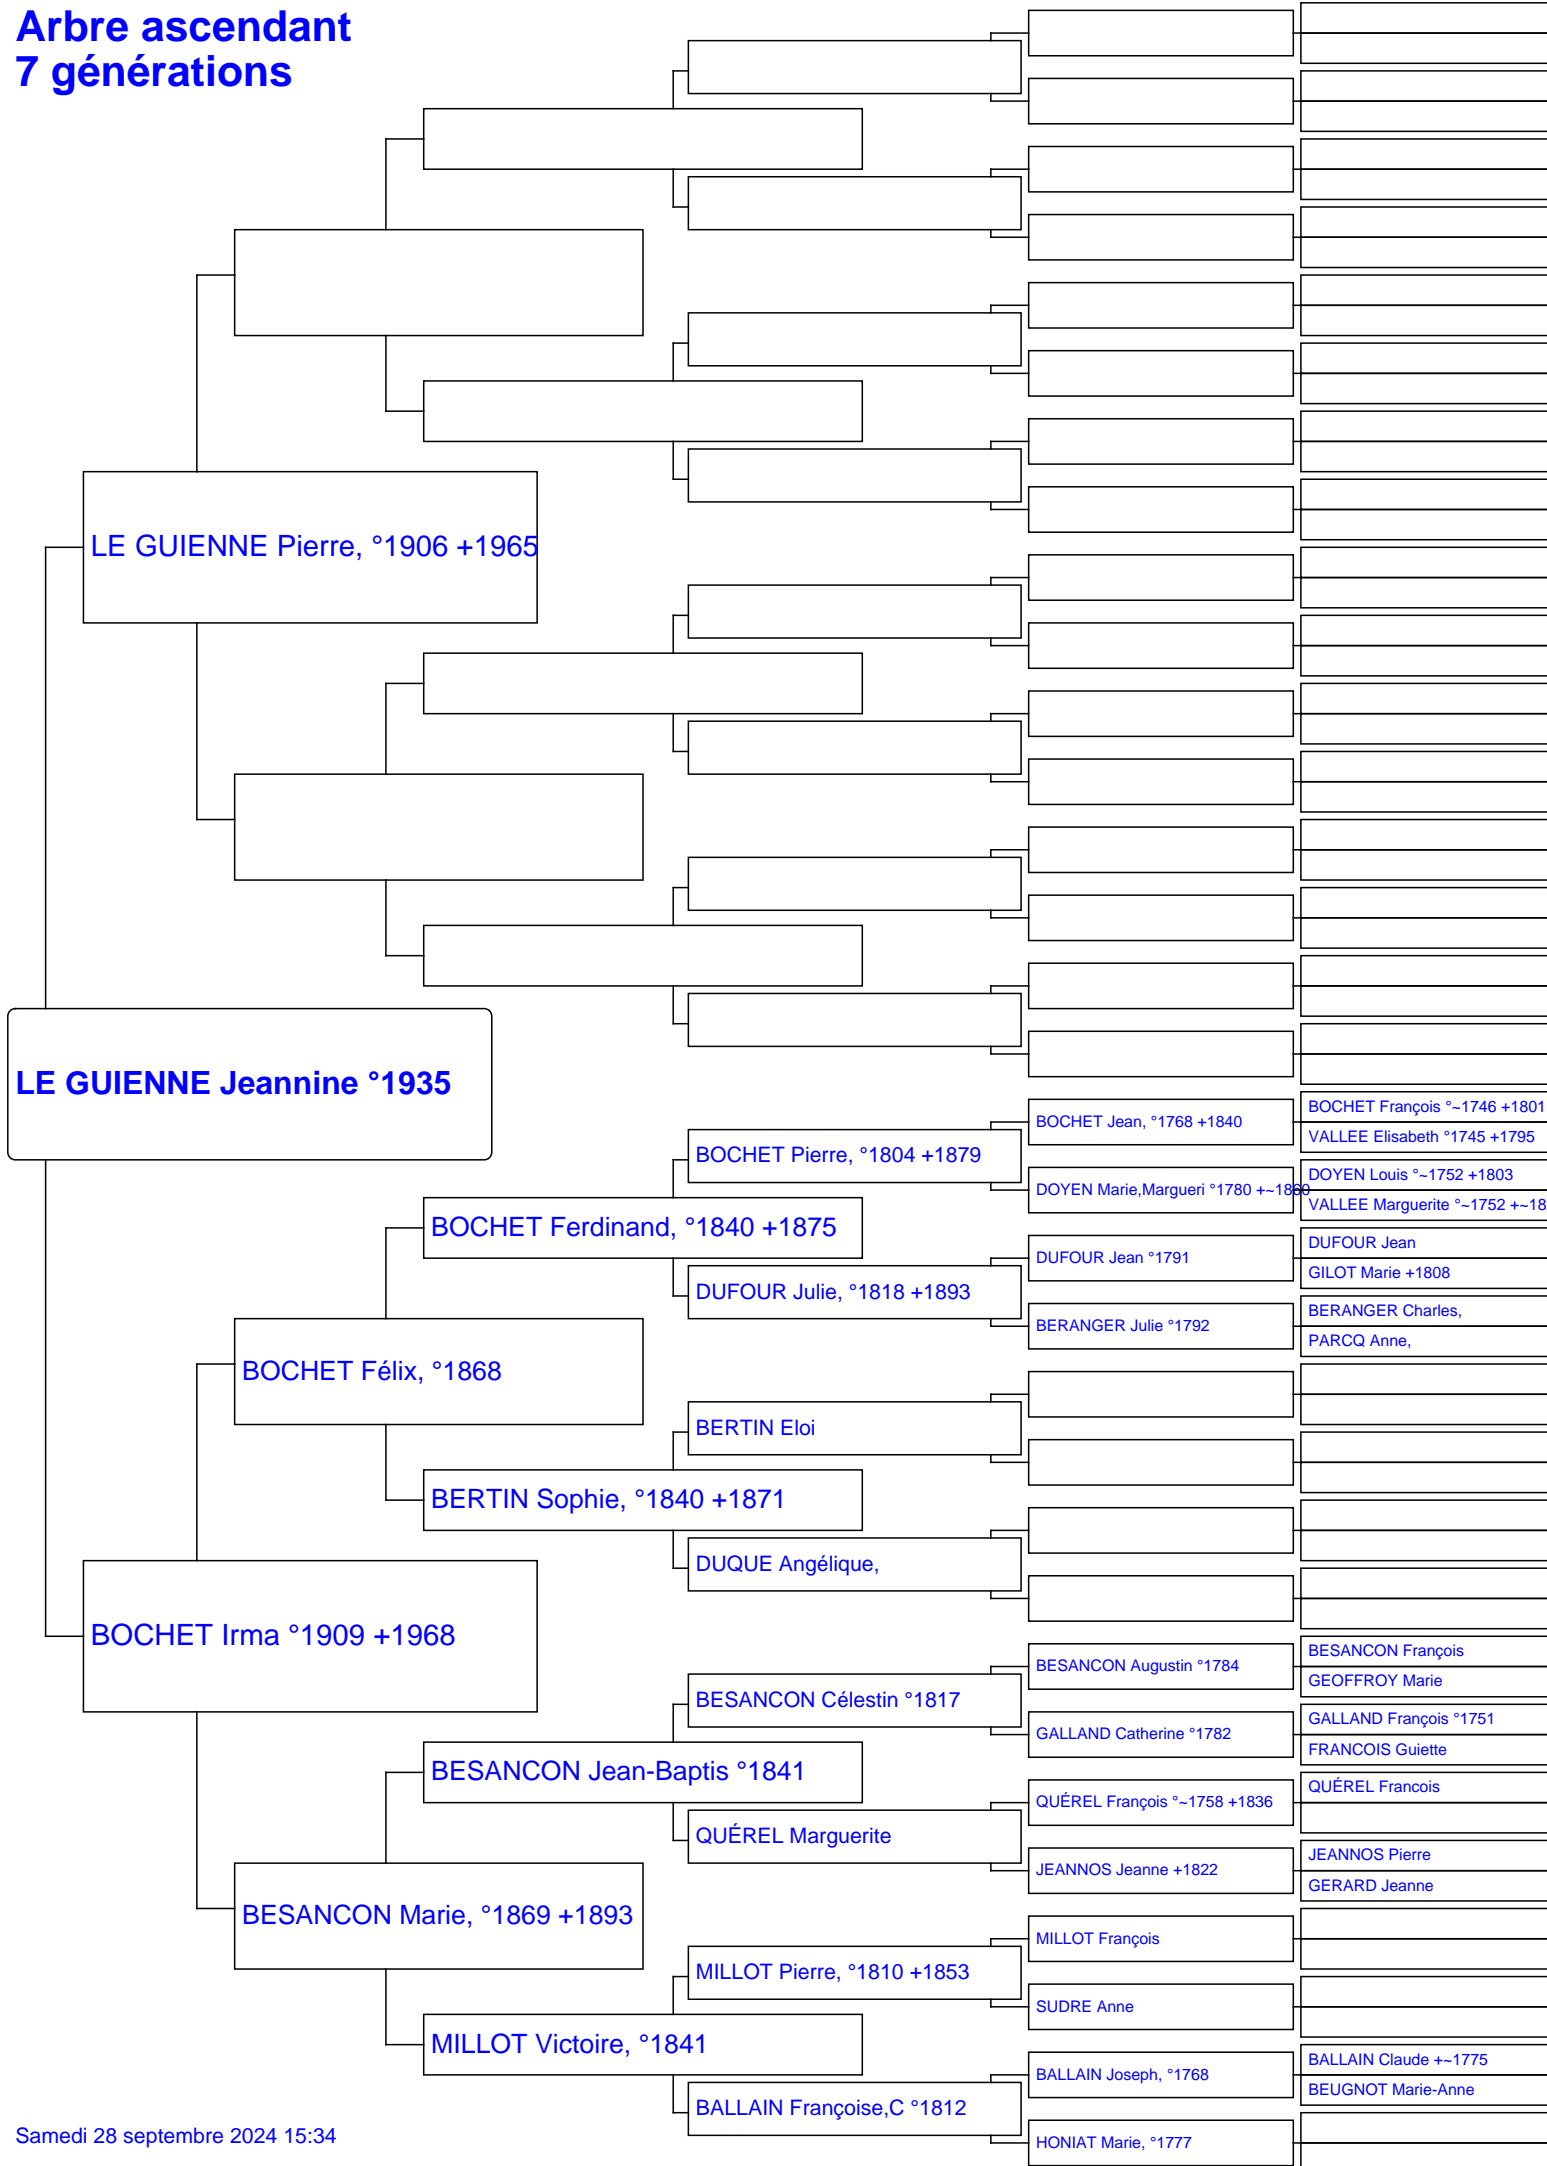 Arbre ascendant
7 générations
LE GUIENNE Pierre, °1906 +1965
LE GUIENNE Jeannine °1935
BOCHET François °~1746 +1801
BOCHET Jean, °1768 +1840
VALLEE Elisabeth °1745 +1795
BOCHET Pierre, °1804 +1879
DOYEN Louis °~1752 +1803
DOYEN Marie,Margueri °1780 +~1860
VALLEE Marguerite °~1752 +~18
BOCHET Ferdinand, °1840 +1875
DUFOUR Jean
DUFOUR Jean °1791
GILOT Marie +1808
DUFOUR Julie, °1818 +1893
BERANGER Charles,
BERANGER Julie °1792
PARCQ Anne,
BOCHET Félix, °1868
BERTIN Eloi
BERTIN Sophie, °1840 +1871
DUQUE Angélique,
BOCHET Irma °1909 +1968
BESANCON François
BESANCON Augustin °1784
GEOFFROY Marie
BESANCON Célestin °1817
GALLAND François °1751
GALLAND Catherine °1782
FRANCOIS Guiette
BESANCON Jean-Baptis °1841
QUÉREL Francois
QUÉREL François °~1758 +1836
QUÉREL Marguerite
JEANNOS Pierre
JEANNOS Jeanne +1822
GERARD Jeanne
BESANCON Marie, °1869 +1893
MILLOT François
MILLOT Pierre, °1810 +1853
SUDRE Anne
MILLOT Victoire, °1841
BALLAIN Claude +~1775
BALLAIN Joseph, °1768
BEUGNOT Marie-Anne
BALLAIN Françoise,C °1812
HONIAT Marie, °1777
Samedi 28 septembre 2024 15:34